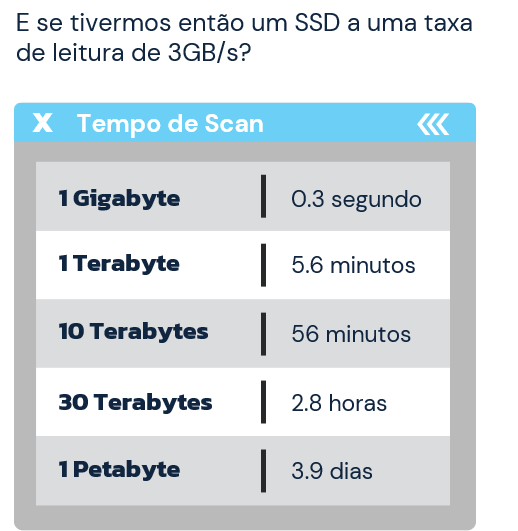 E se tivermos então um SSD a uma taxa
de leitura de 3GB/s?
X Tempo de Scan
1 Gigabyte 0.3 segundo
1 Terabyte 5.6 minutos
10 Terabytes 56 minutos
30 Terabytes 2.8 horas
1 Petabyte 3.9 dias